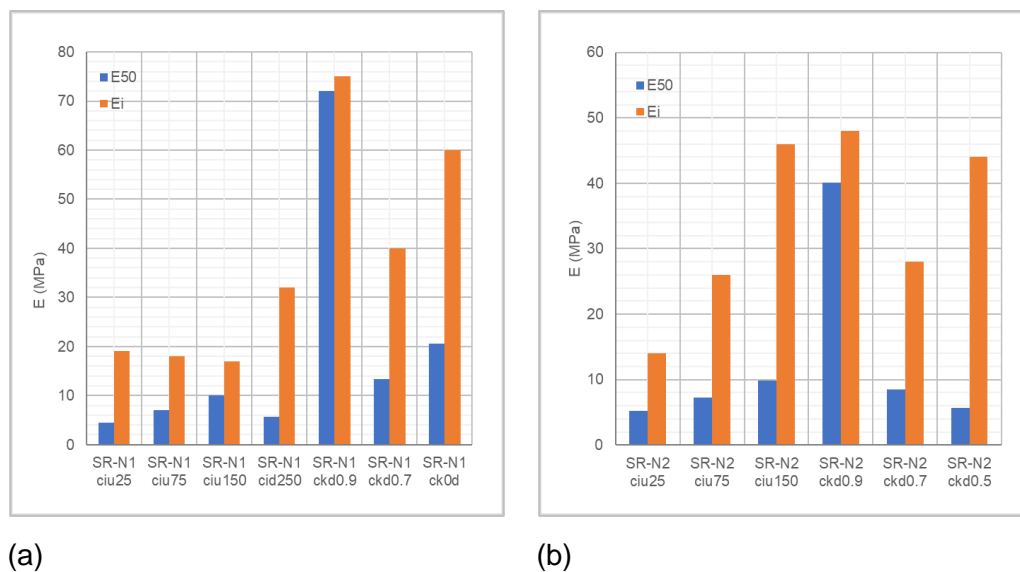 80
70
60
50
40
30
20
10
0
E (MPa)
E50
Ei
SR-N1 SR-N1 SR-N1 SR-N1 SR-N1 SR-N1 SR-N1
ciu25 ciu75 ciu150 cid250 ckd0.9 ckd0.7 ck0d
(a)
60
50
40
30
20
10
0
E (MPa)
E50
Ei
SR-N2 SR-N2 SR-N2 SR-N2 SR-N2 SR-N2
ciu25 ciu75 ciu150 ckd0.9 ckd0.7 ckd0.5
(b)